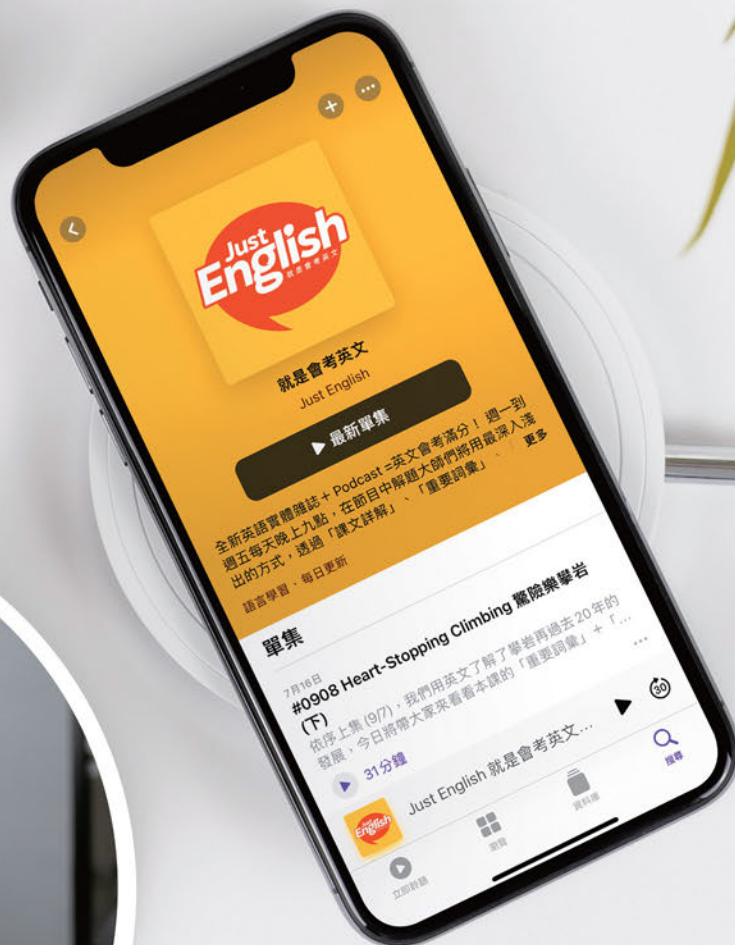 Just
English
就是會考英文
就是會考英文
Just English
▶ 最新單集
全新英語實體雜誌+ Podcast =英文會考滿分！ 週一到
週五每天晚上九點，在節目中解題大師們將用最深入淺
出的方式，透過「課文詳解」、「重要詞彙」、 更多
語言學習・每日更新
單集
7月16日
#0908 Heart-Stopping Climbing 驚險樂攀岩
(下)
依序上集 (9/7)，我們用英文了解了攀岩再過去20年的
發展，今日將帶大家來看看本課的「重要詞彙」+「...
31分鐘
Just English 就是會考英文...
30
Just
English
立即聆聽
瀏覽
資料庫
搜尋